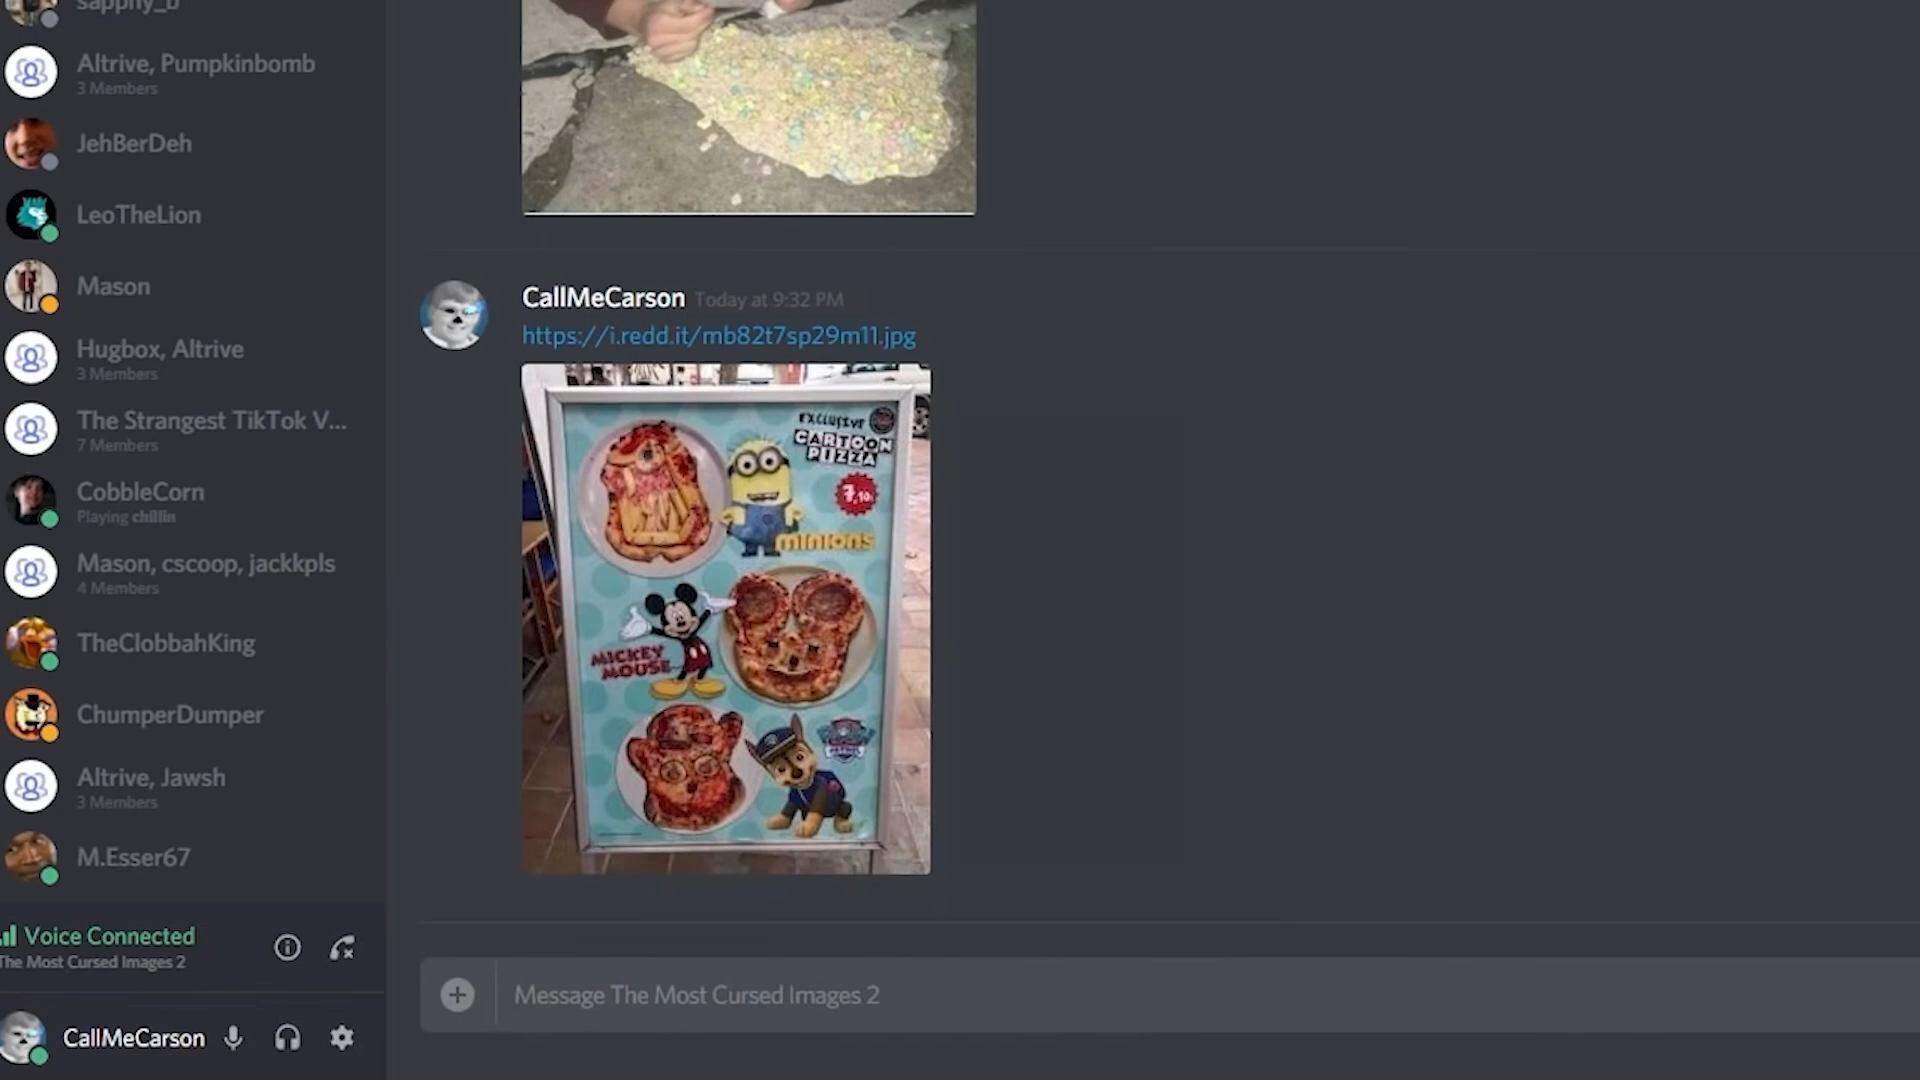 sapphy_b
Altrive, Pumpkinbomb
3 Members
JehBerDeh
LeoTheLion
Mason
Hugbox, Altrive
3 Members
The Strangest TikTok V...
7 Members
CobbleCorn
Playing chillin
Mason, cscoop, jackkpls
4 Members
TheClobbahKing
ChumperDumper
Altrive, Jawsh
3 Members
M.Esser67
Voice Connected
The Most Cursed Images 2
CallMeCarson
CallMeCarson Today at 9:32 PM
https://i.redd.it/mb82t7sp29m11.jpg
EXCLUSIVE
CARTOON
PIZZA
7,10
MINIONS
MICKEY
MOUSE
PATROL
Message The Most Cursed Images 2